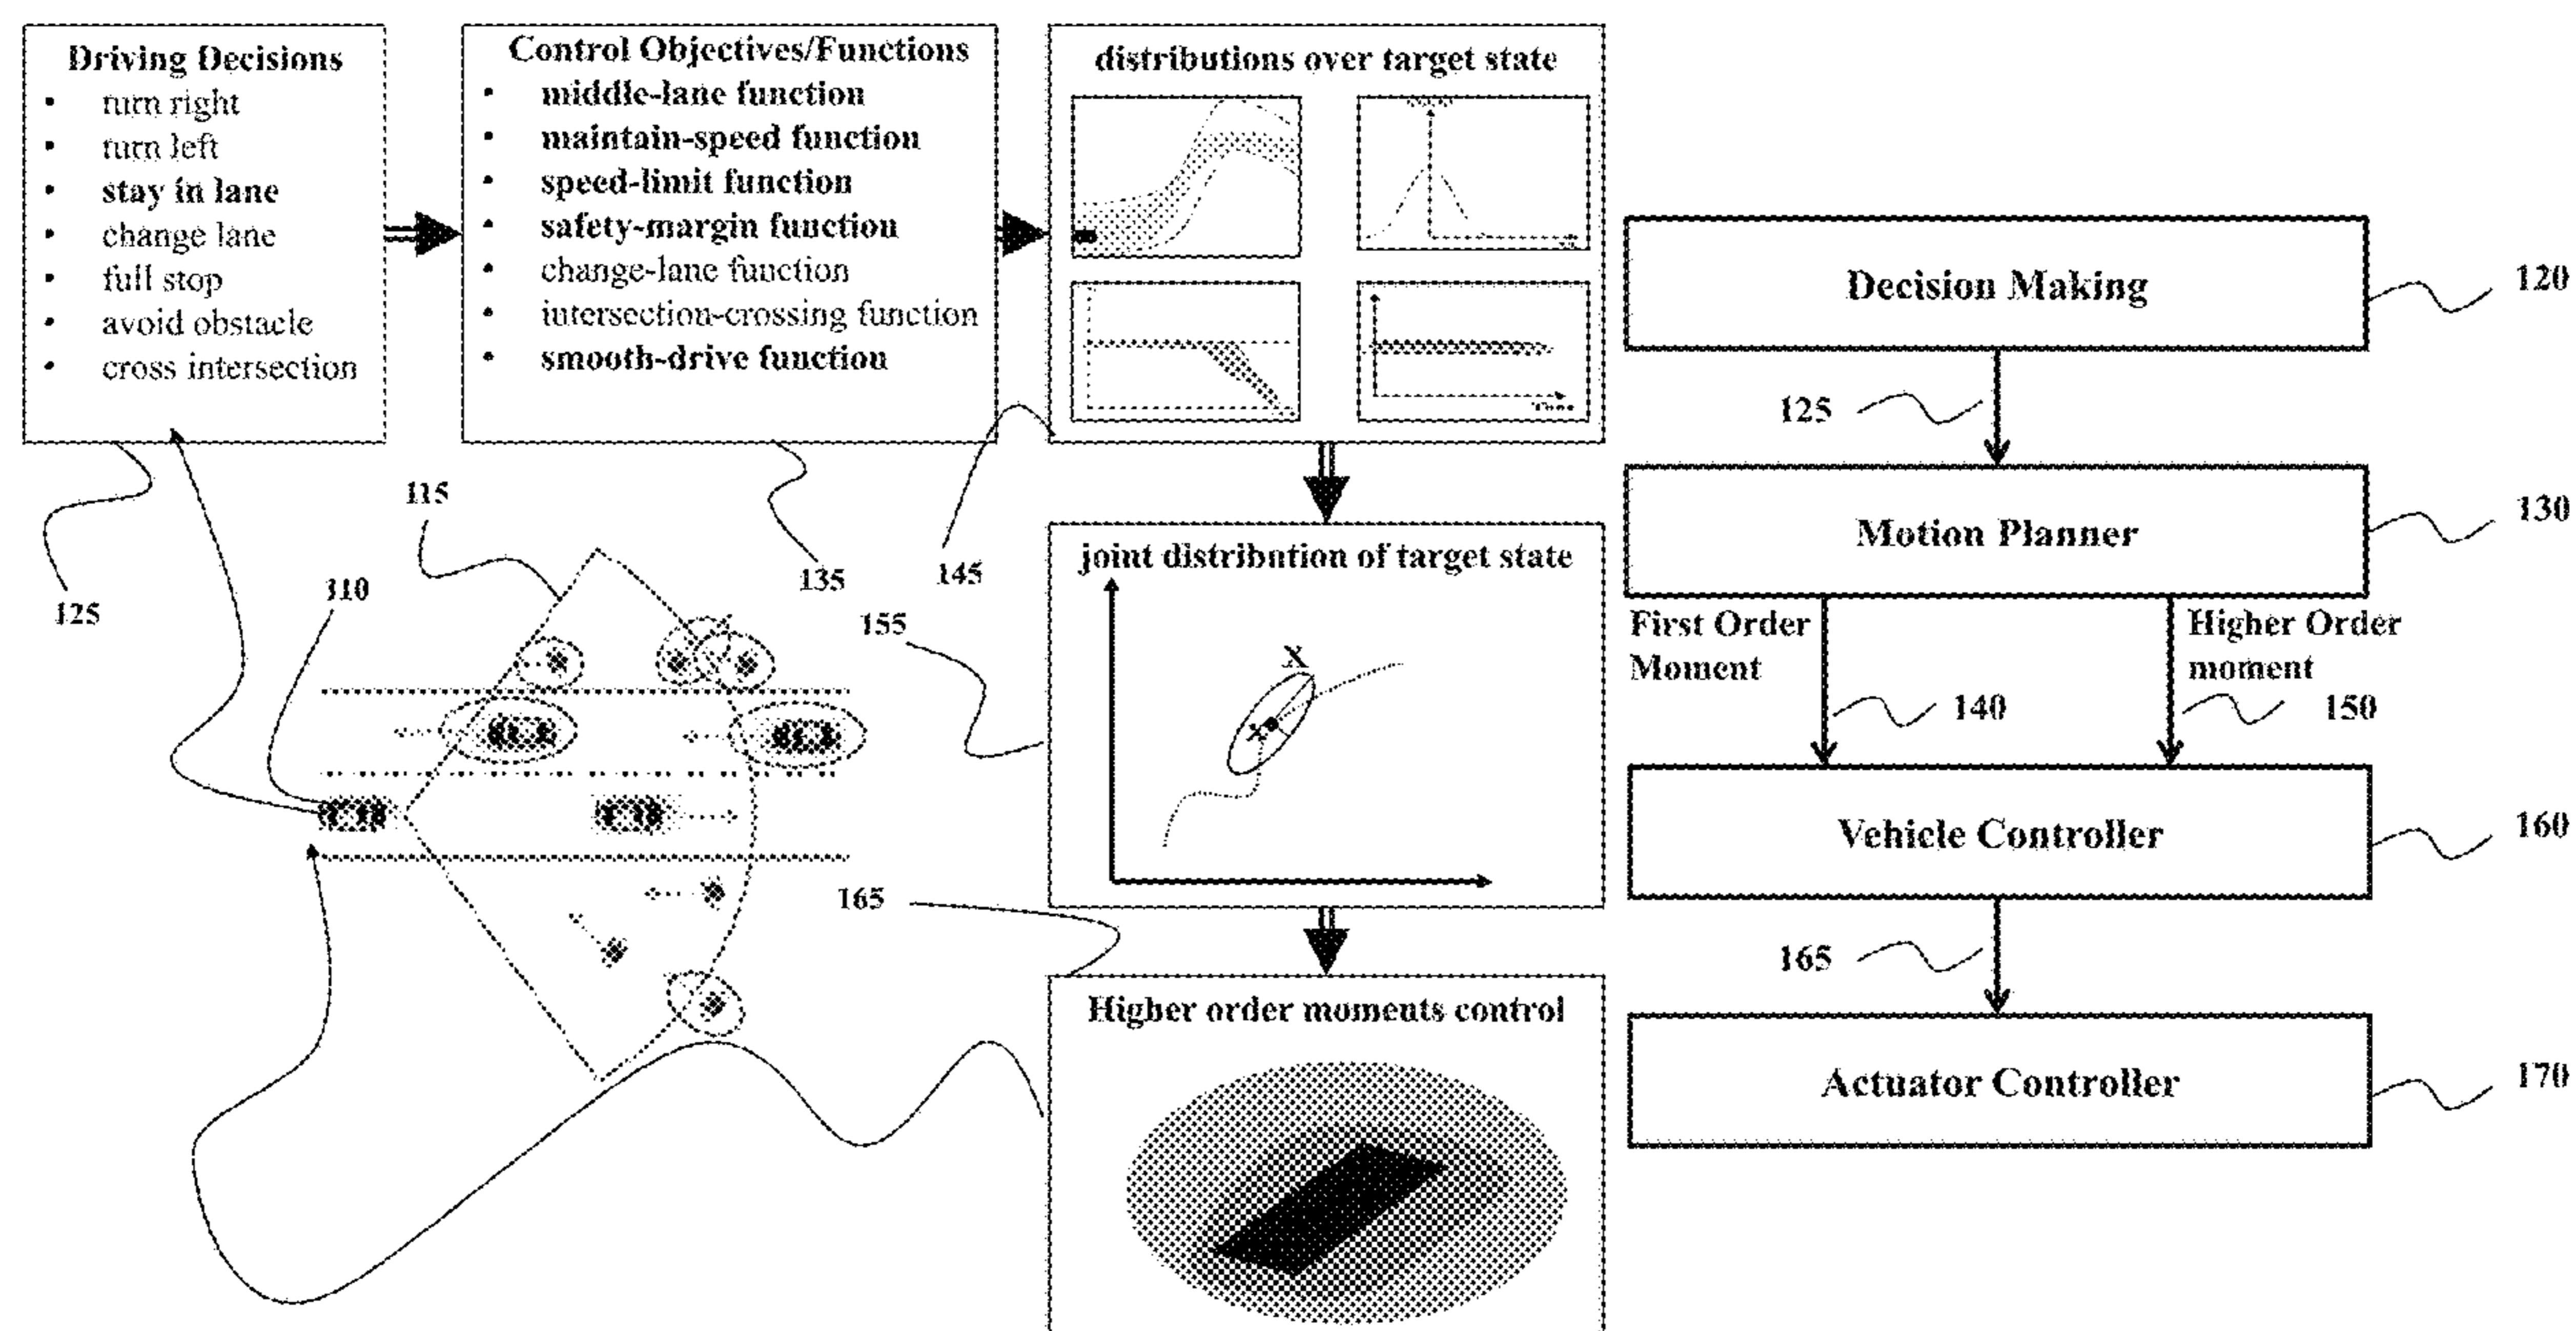 Driving Decisions
• turn right
• turn left
• stay in lane
• change lane
• full stop
• avoid obstacle
• cross intersection
Control Objectives/Functions
• middle-lane function
• maintain-speed function
• speed-limit function
• safety-margin function
• change-lane function
• intersection-crossing function
• smooth-drive function
distributions over target state
Time
125
115
110
135
145
155
165
joint distribution of target state
X
x
Higher order moments control
Decision Making
120
125
Motion Planner
130
First Order
Moment
Higher Order
moment
140
150
Vehicle Controller
160
165
Actuator Controller
170